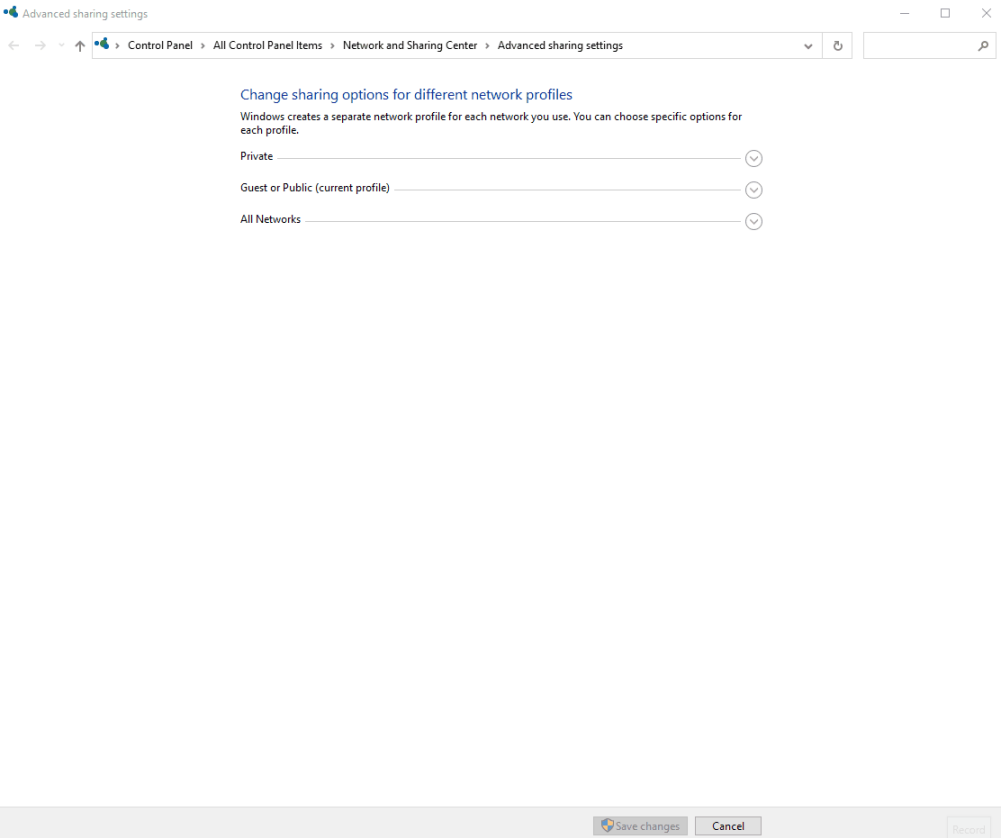 Advanced sharing settings
Control Panel > All Control Panel Items > Network and Sharing Center > Advanced sharing settings
Change sharing options for different network profiles
Windows creates a separate network profile for each network you use. You can choose specific options for
each profile.
Private
Guest or Public (current profile)
All Networks
Save changes Cancel
Record